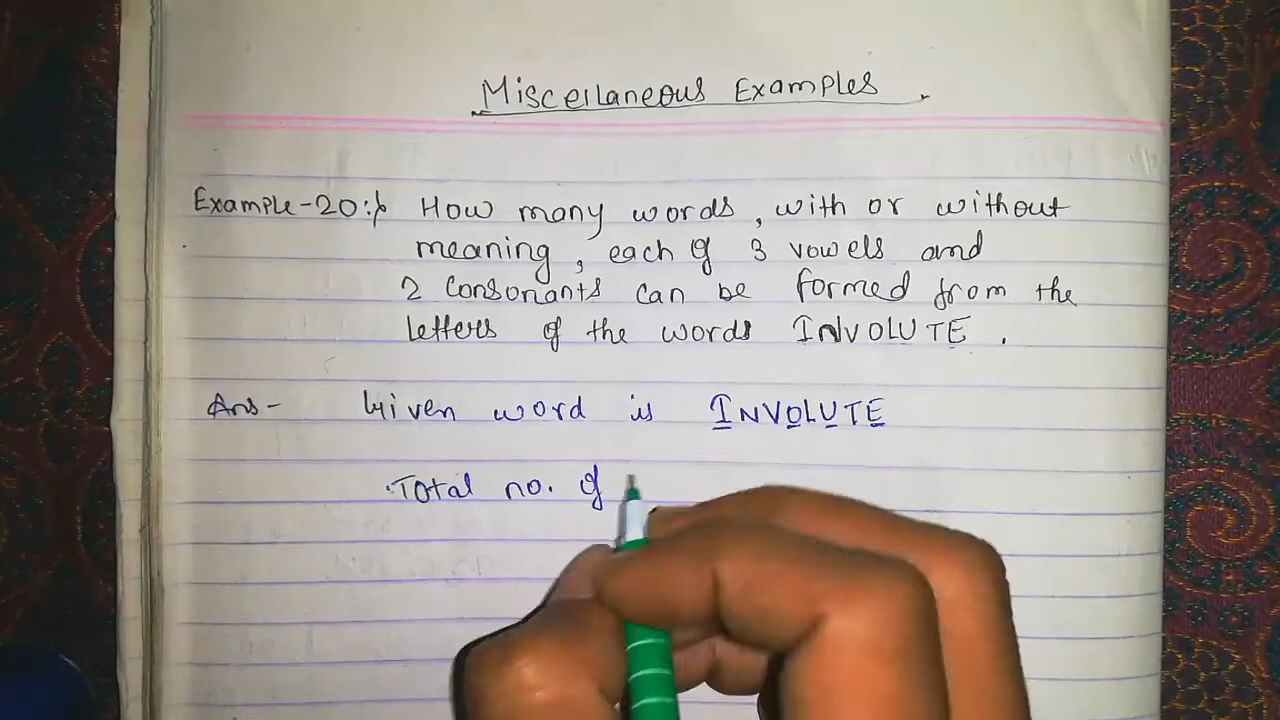 Miscellaneous Examples
Example-20:- How many words, with or without
meaning, each of 3 vowels and
2 consonants can be formed from the
letters of the words INVOLUTE.
Ans- Given word is INVOLUTE
Total no. of